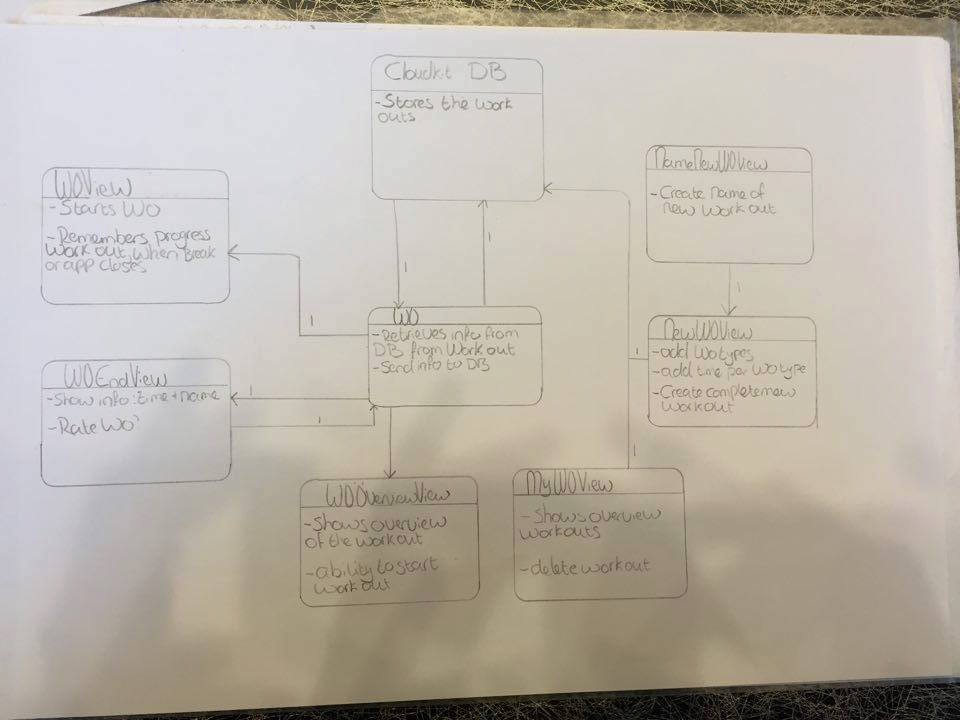 Cloudkit DB
-Stores the work
outs
WOView
-Starts WO
-Remembers progress
work out, when Break
or app closes
NameNewWOView
-Create name of
new work out
1
1
1
1
WO
-Retrieves info from
DB from work out
-Send info to DB
NewWOView
-add WO types
-add time per WO type
-Create complete new
workout
1
WOEndView
-Show info: time + name
-Rate WO
1
1
1
WOOverviewView
-Shows overview
of the workout
-ability to start
work out
MyWOView
-Shows overview
workouts
-delete workout